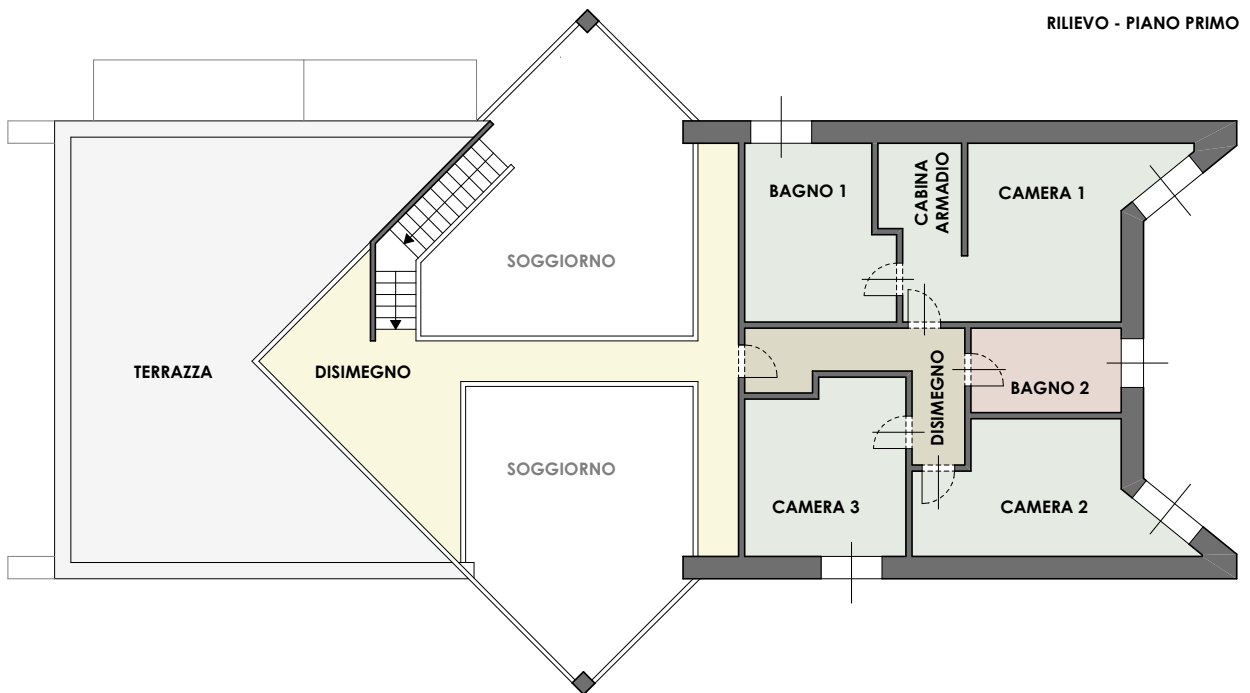 RILIEVO - PIANO PRIMO
BAGNO 1
CABINA
ARMADIO
CAMERA 1
SOGGIORNO
TERRAZZA
DISIMEGNO
DISIMEGNO
BAGNO 2
SOGGIORNO
CAMERA 3
CAMERA 2